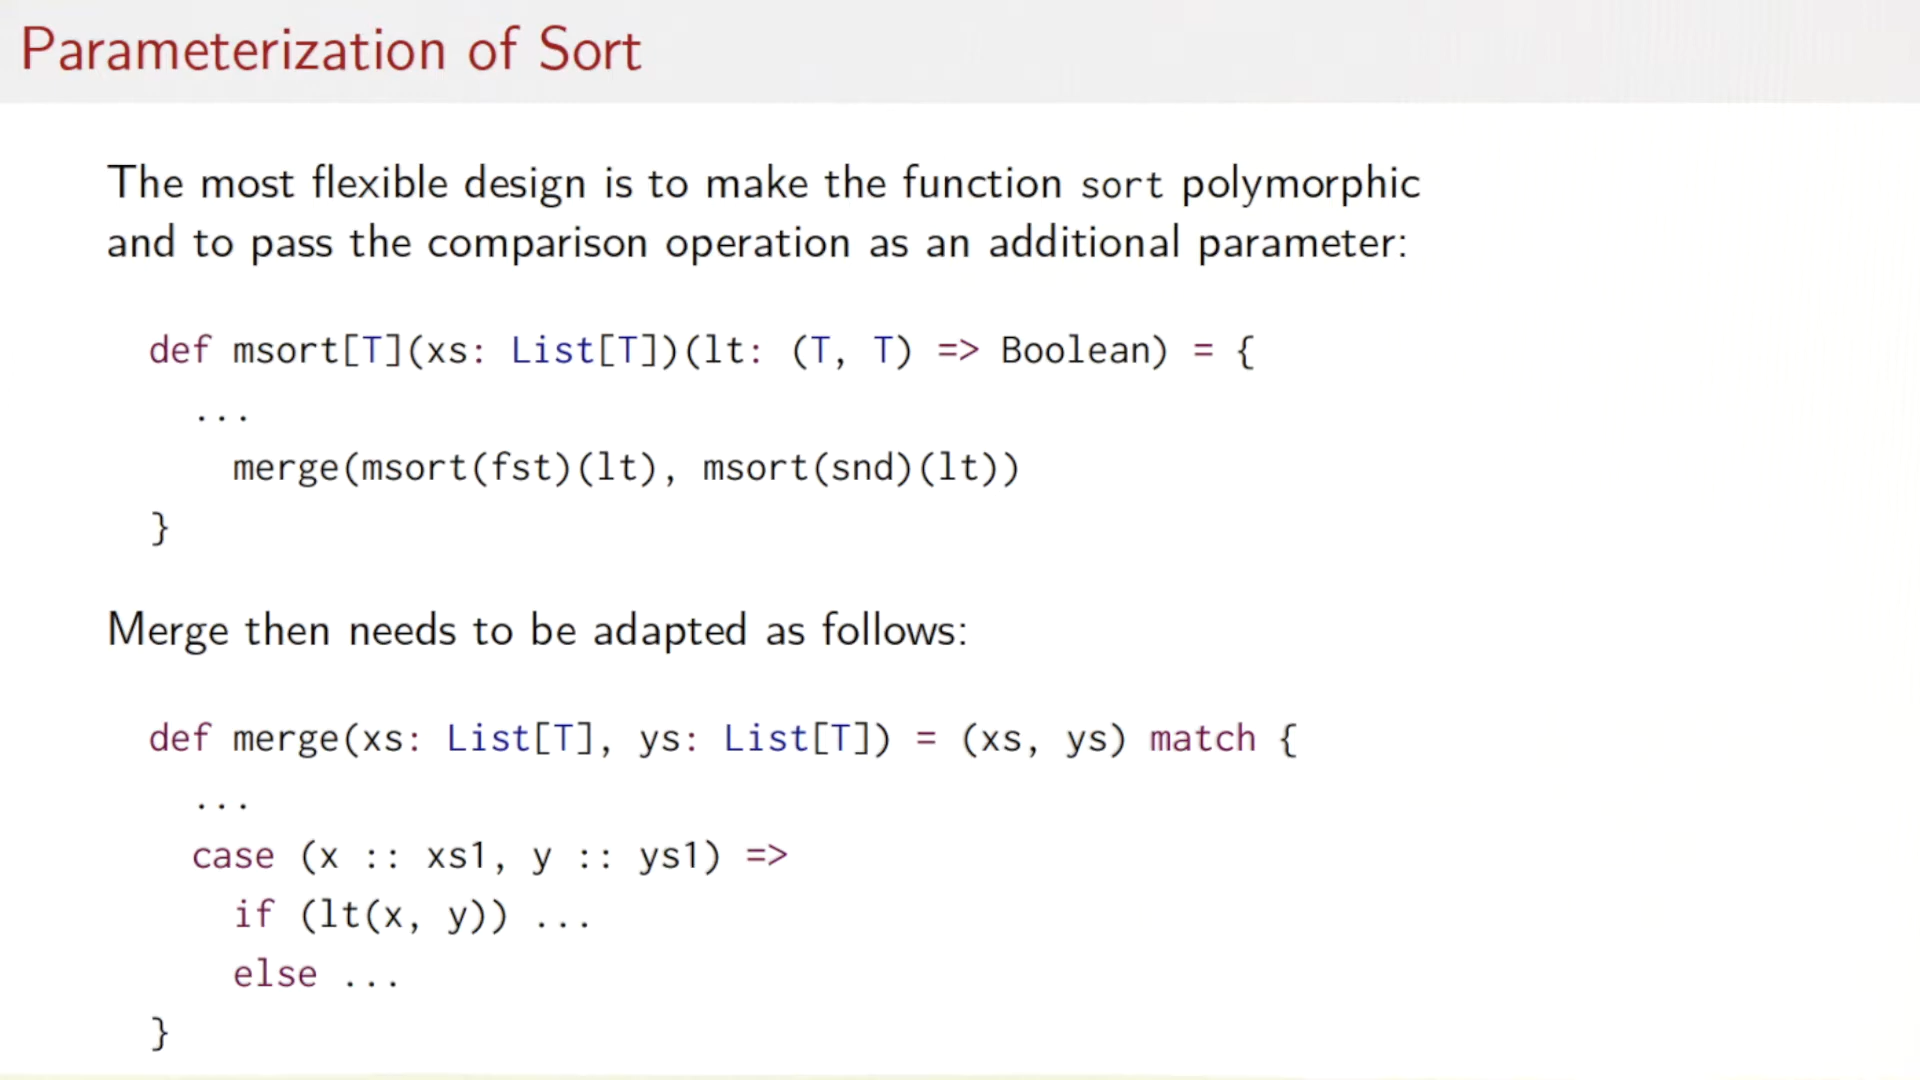 Parameterization of Sort
The most flexible design is to make the function sort polymorphic
and to pass the comparison operation as an additional parameter:
def msort[T](xs: List[T])(lt: (T, T) => Boolean) = {
...
merge(msort(fst)(lt), msort(snd)(lt))
}
Merge then needs to be adapted as follows:
def merge(xs: List[T], ys: List[T]) = (xs, ys) match {
...
case (x :: xs1, y :: ys1) =>
if (lt(x, y)) ...
else ...
}